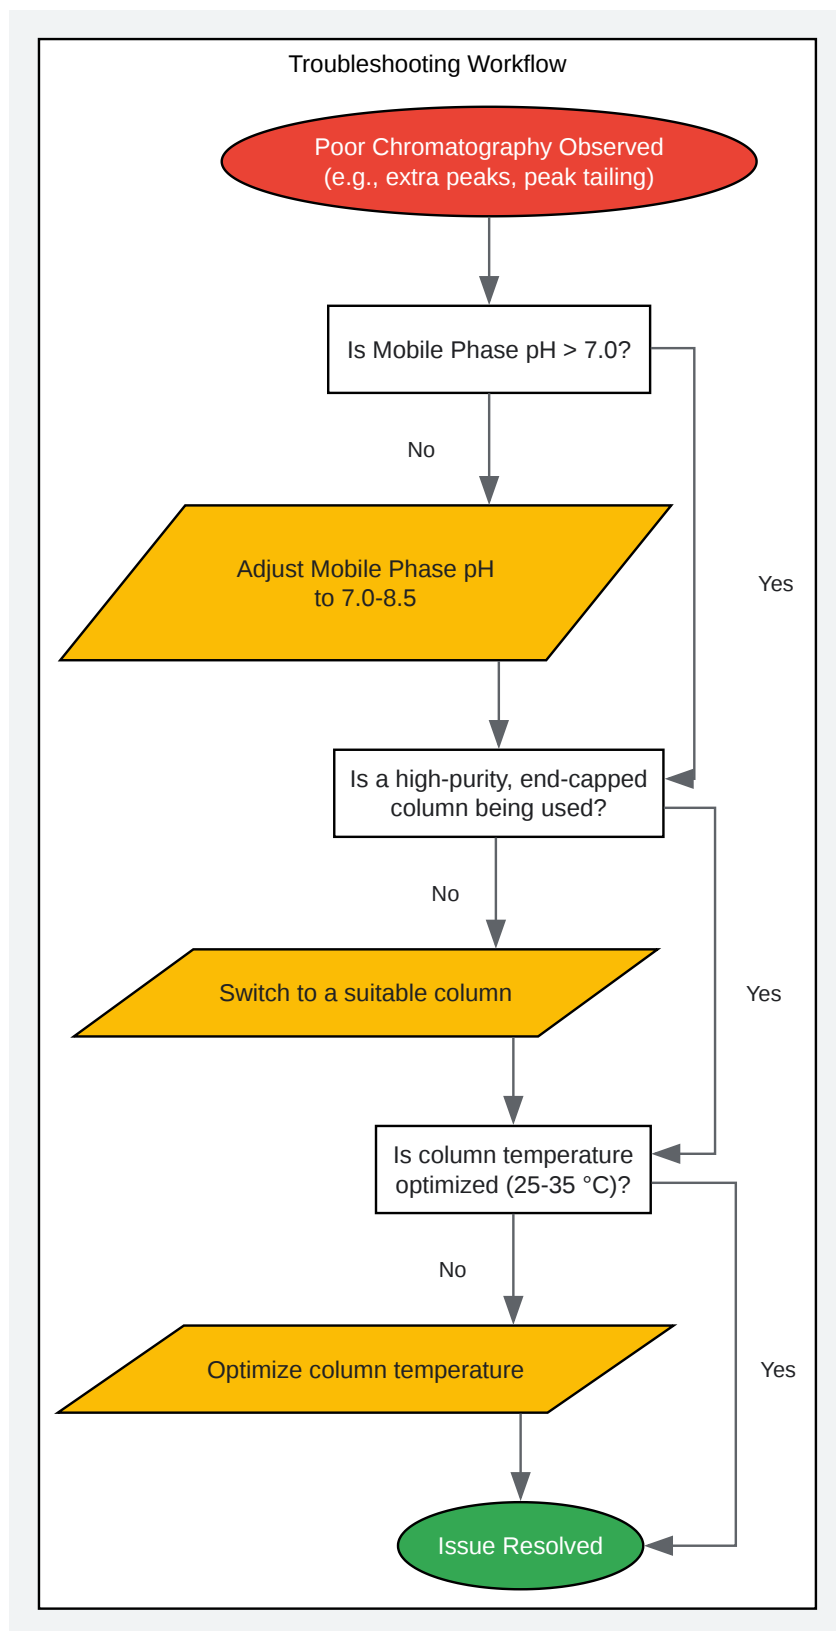 Troubleshooting Workflow
Poor Chromatography Observed
(e.g., extra peaks, peak tailing)
Is Mobile Phase pH > 7.0?
No
Adjust Mobile Phase pH
to 7.0-8.5
Yes
Is a high-purity, end-capped
column being used?
No
Switch to a suitable column
Yes
Is column temperature
optimized (25-35 °C)?
No
Optimize column temperature
Yes
Issue Resolved